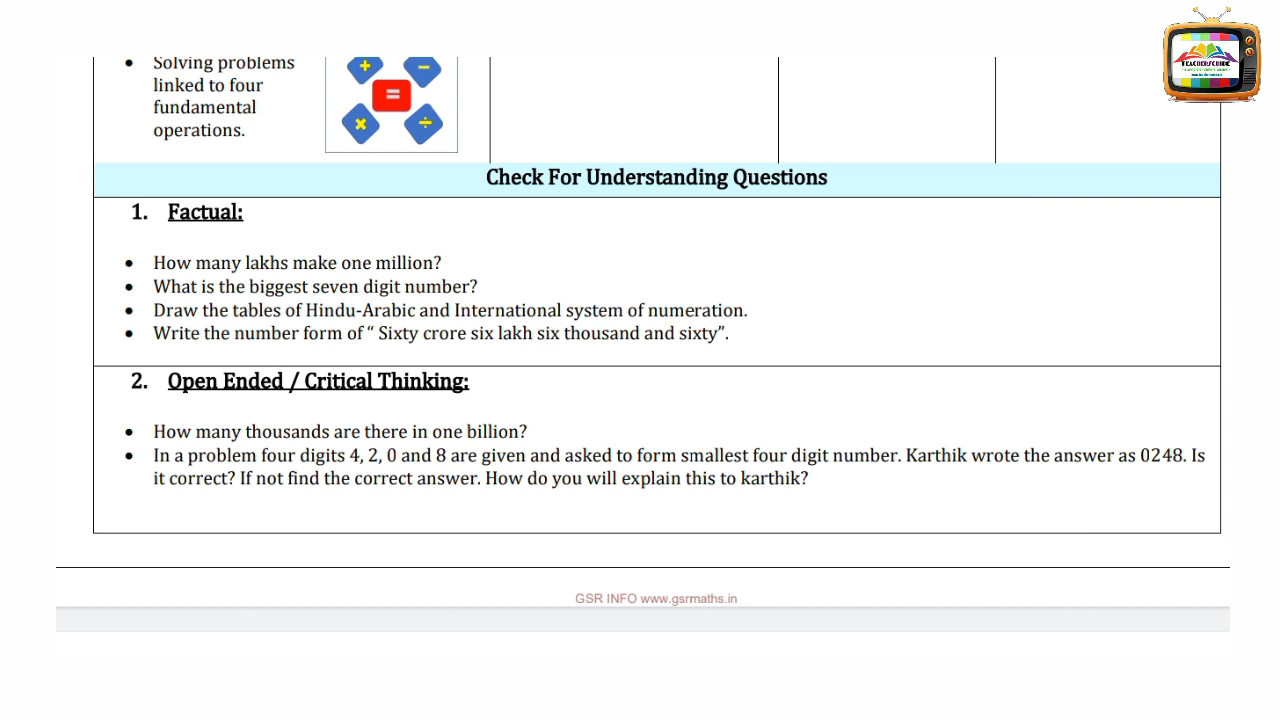 • Solving problems
linked to four
fundamental
operations.
+ −
=
× ÷
TEACHERSGUIDE
Check For Understanding Questions
1. Factual:
• How many lakhs make one million?
• What is the biggest seven digit number?
• Draw the tables of Hindu-Arabic and International system of numeration.
• Write the number form of “ Sixty crore six lakh six thousand and sixty”.
2. Open Ended / Critical Thinking:
• How many thousands are there in one billion?
• In a problem four digits 4, 2, 0 and 8 are given and asked to form smallest four digit number. Karthik wrote the answer as 0248. Is
it correct? If not find the correct answer. How do you will explain this to karthik?
GSR INFO www.gsrmaths.in